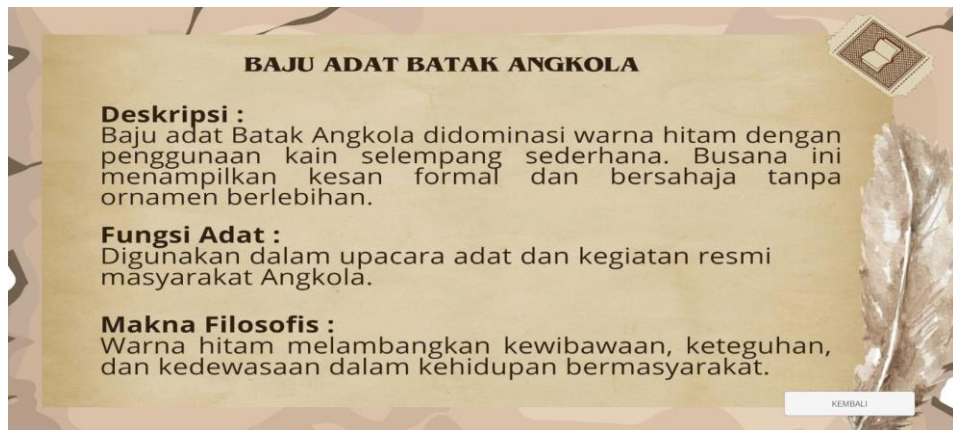 BAJU ADAT BATAK ANGKOLA
Deskripsi :
Baju adat Batak Angkola didominasi warna hitam dengan
penggunaan kain selempang sederhana. Busana ini
menampilkan kesan formal dan bersahaja tanpa
ornamen berlebihan.
Fungsi Adat :
Digunakan dalam upacara adat dan kegiatan resmi
masyarakat Angkola.
Makna Filosofis :
Warna hitam melambangkan kewibawaan, keteguhan,
dan kedewasaan dalam kehidupan bermasyarakat.
KEMBALI